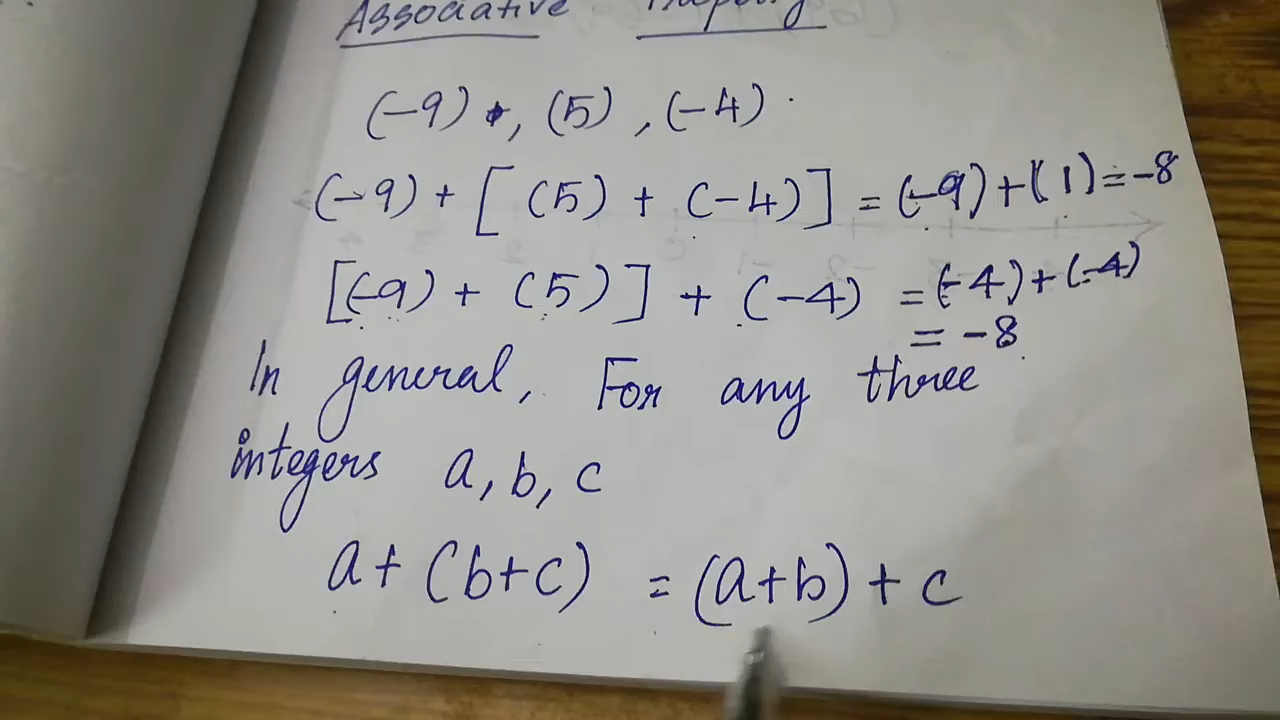 Associative Property
(-9) , (5) , (-4) .
(-9) + [ (5) + (-4) ] = (-9) + (1) = -8
[(-9) + (5)] + (-4) = (-4) + (-4)
= -8
In general, For any three
integers a, b, c
a + (b+c) = (a+b) + c